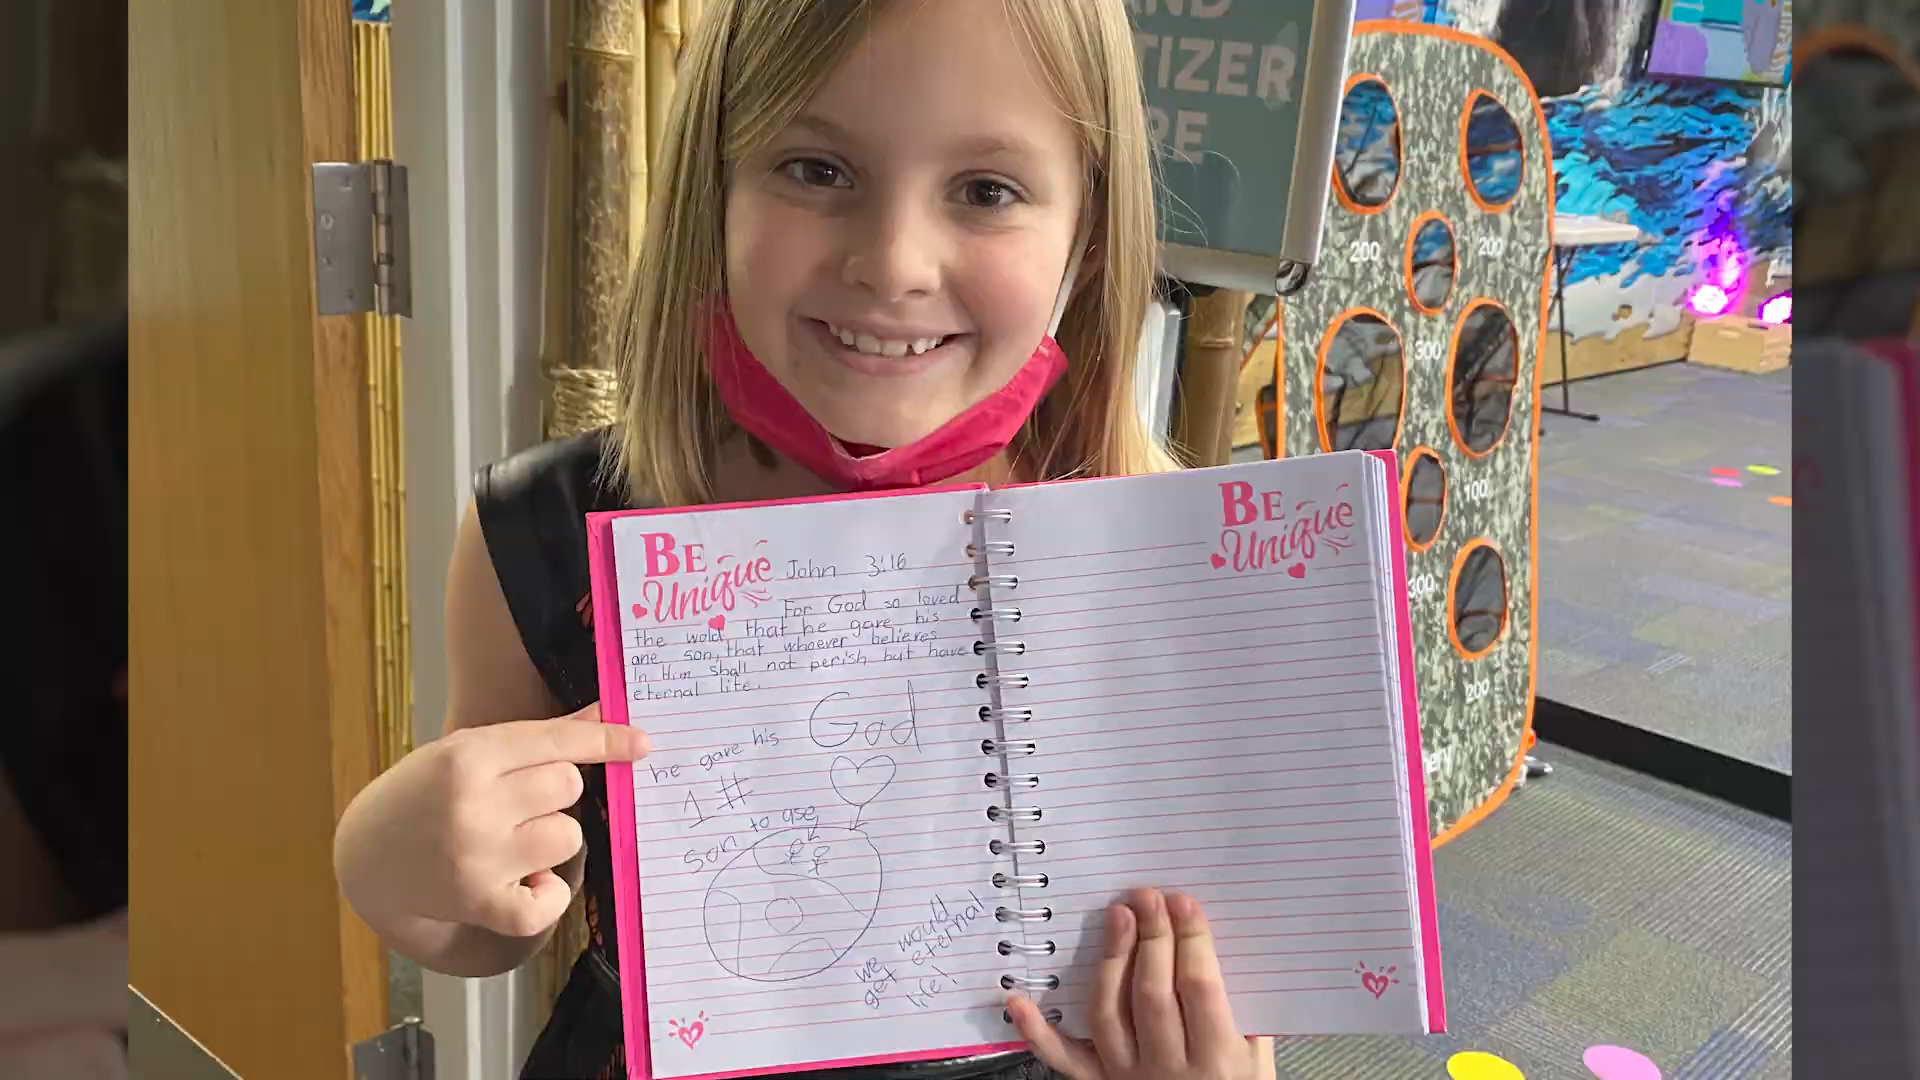 AND
TIZER
RE
200
200
300
100
300
200
BE
Unique
John 3:16
For God so loved
the wold that he gave his
one son, that whoever believes
In Him shall not perish but have
eternal life.
God
he gave his
1 #
son to use
we would
get eternal
life!
BE
Unique